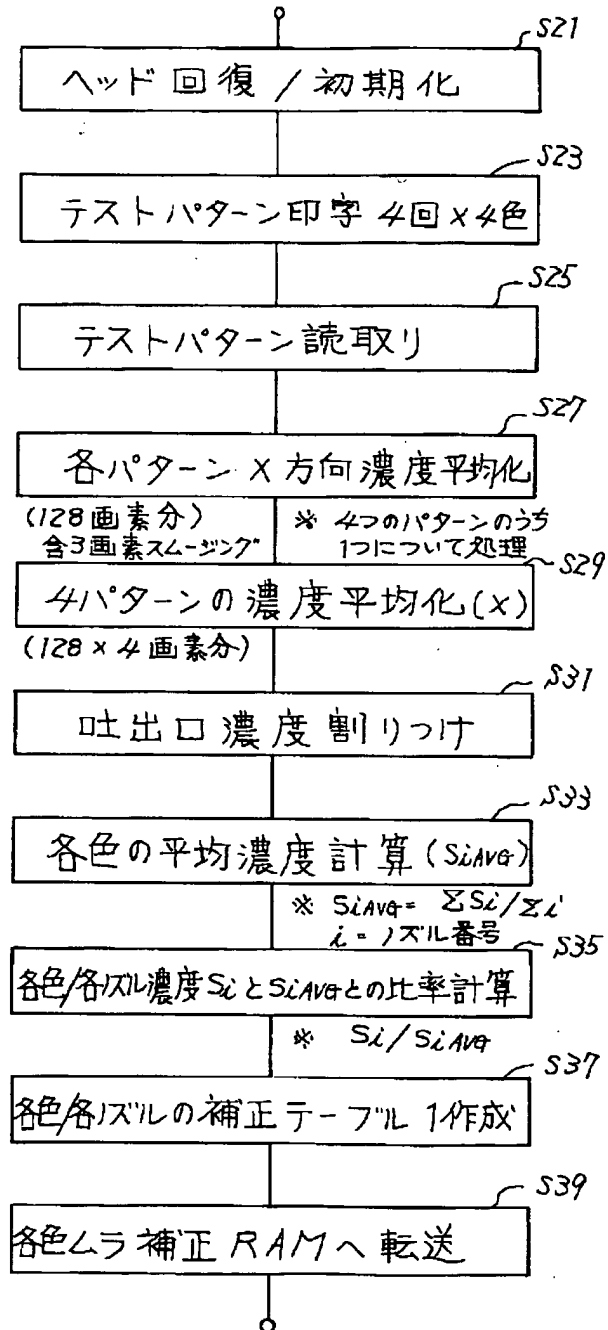 S21
ヘッド回復/初期化
S23
テストパターン印字 4回×4色
S25
テストパターン読取り
S27
各パターンX方向濃度平均化
(128画素分)
含3画素スムージング
※ 4つのパターンのうち
1つについて処理
S29
4パターンの濃度平均化(X)
(128×4画素分)
S31
吐出口濃度割りつけ
S33
各色の平均濃度計算(SiAVG)
※ SiAVG= ΣSi/Σi
i=ノズル番号
S35
各色/各ノズル濃度SiとSiAVGとの比率計算
※ Si/SiAVG
S37
各色/各ノズルの補正テーブル1作成
S39
各色ムラ補正RAMへ転送